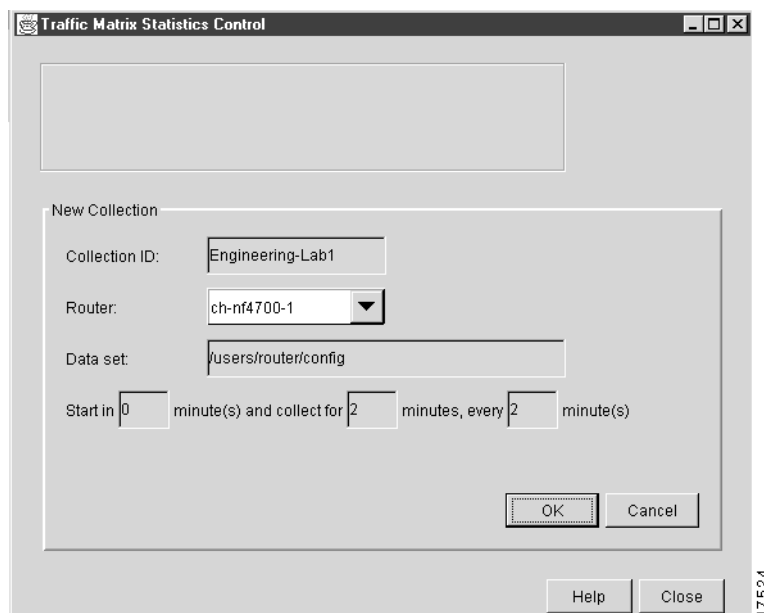 Traffic Matrix Statistics Control
New Collection
Collection ID: Engineering-Lab1
Router: ch-nf4700-1
Data set: /users/router/config
Start in 0 minute(s) and collect for 2 minutes, every 2 minute(s)
OK Cancel
Help Close